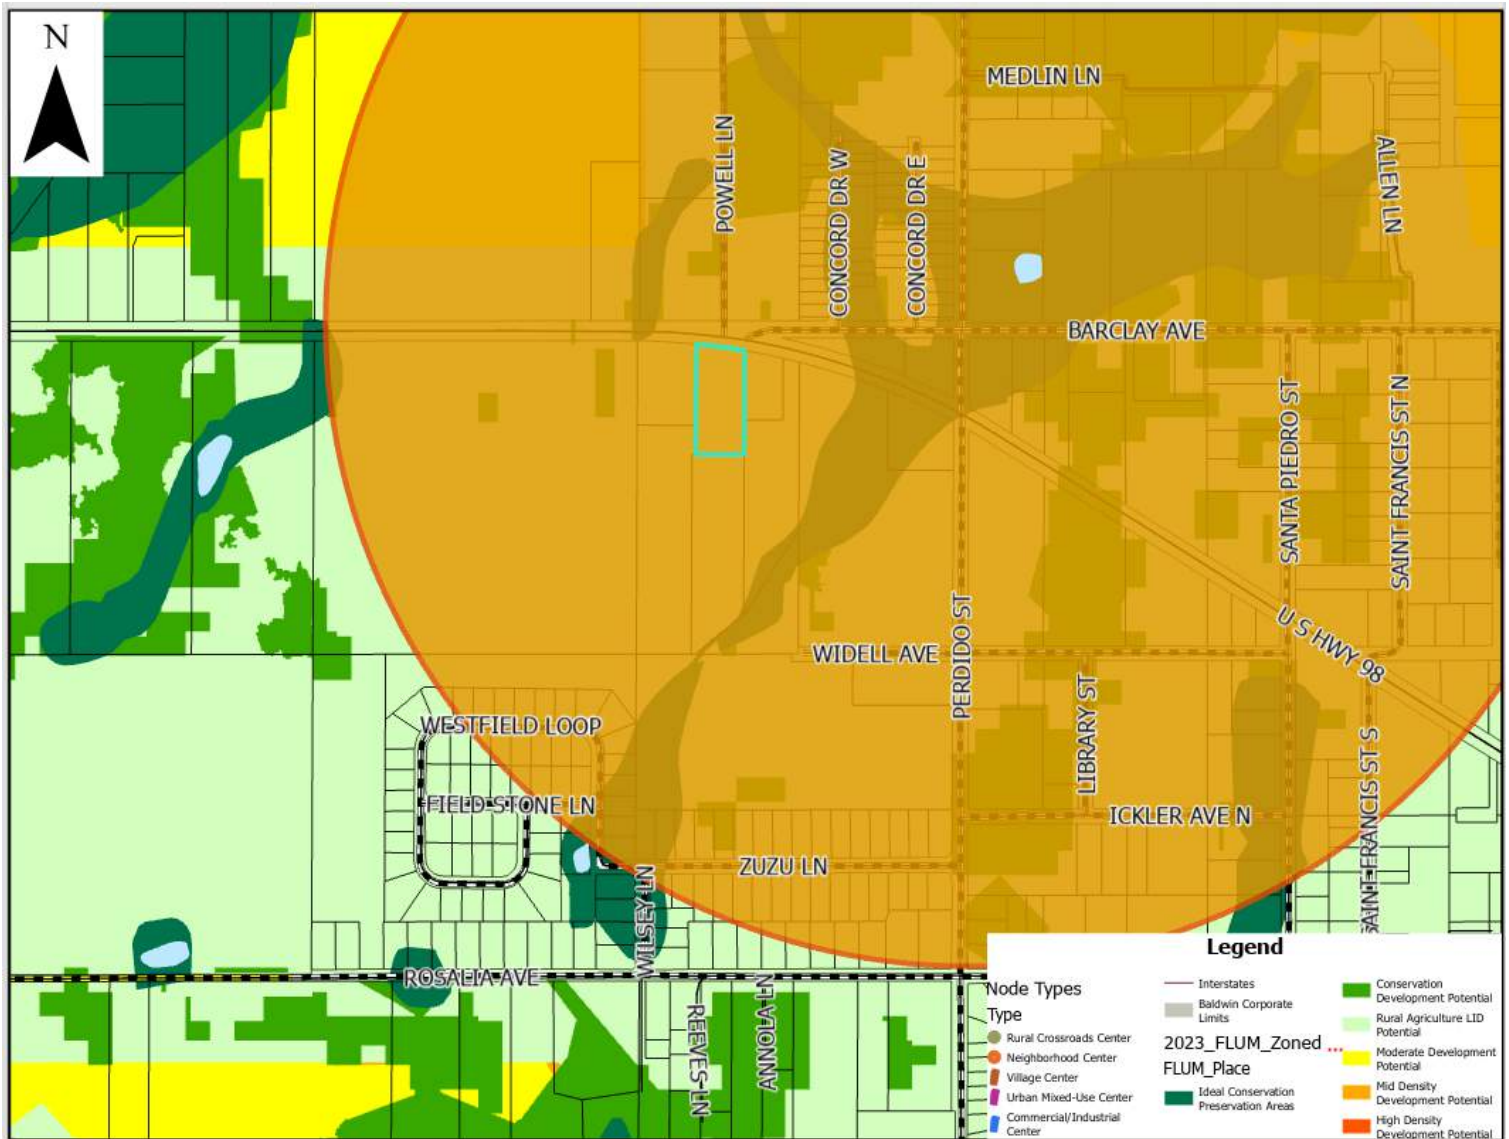 N
MEDLIN LN
POWELL LN
CONCORD DR W
CONCORD DR E
ALLEN LN
BARCLAY AVE
SANTA PIEDRO ST
SAINT FRANCIS ST N
U S HWY 98
WIDELL AVE
PERDIDO ST
LIBRARY ST
WESTFIELD LOOP
FIELD STONE LN
ICKLER AVE N
SAINT FRANCIS ST S
ZUZU LN
WILSEY LN
ROSALIA AVE
REEVES LN
ANNOLA LN
Legend
Node Types
Type
Rural Crossroads Center
Neighborhood Center
Village Center
Urban Mixed-Use Center
Commercial/Industrial
Center
Interstates
Baldwin Corporate
Limits
2023_FLUM_Zoned
FLUM_Place
Ideal Conservation
Preservation Areas
Conservation
Development Potential
Rural Agriculture LID
Potential
Moderate Development
Potential
Mid Density
Development Potential
High Density
Development Potential